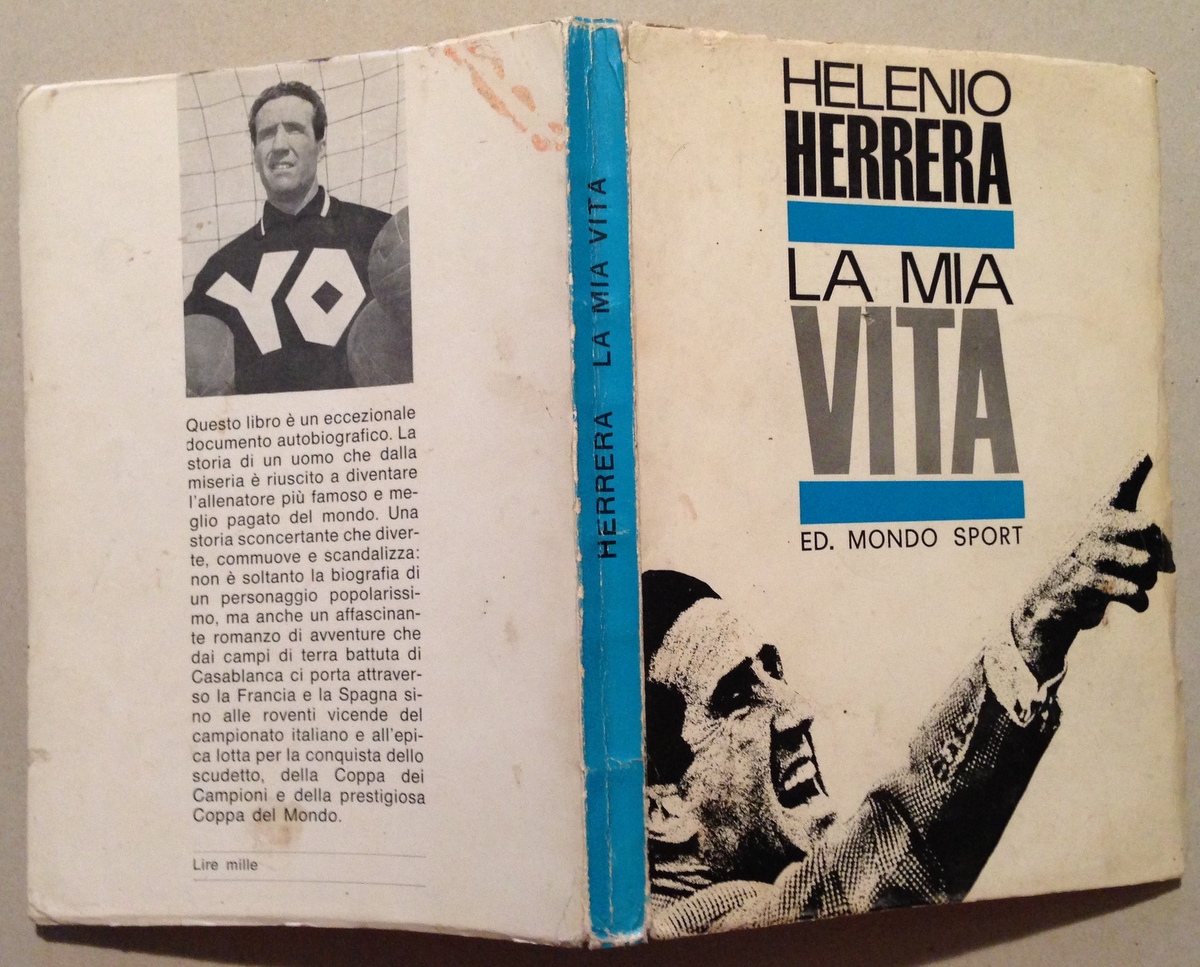 YO
Questo libro è un eccezionale
documento autobiografico. La
storia di un uomo che dalla
miseria è riuscito a diventare
l'allenatore più famoso e me-
glio pagato del mondo. Una
storia sconcertante che diver-
te, commuove e scandalizza:
non è soltanto la biografia di
un personaggio popolarissi-
mo, ma anche un affascinan-
te romanzo di avventure che
dai campi di terra battuta di
Casablanca ci porta attraver-
so la Francia e la Spagna si-
no alle roventi vicende del
campionato italiano e all'epi-
ca lotta per la conquista dello
scudetto, della Coppa dei
Campioni e della prestigiosa
Coppa del Mondo.
Lire mille
HERRERA LA MIA VITA
HELENIO
HERRERA
LA MIA
VITA
ED. MONDO SPORT